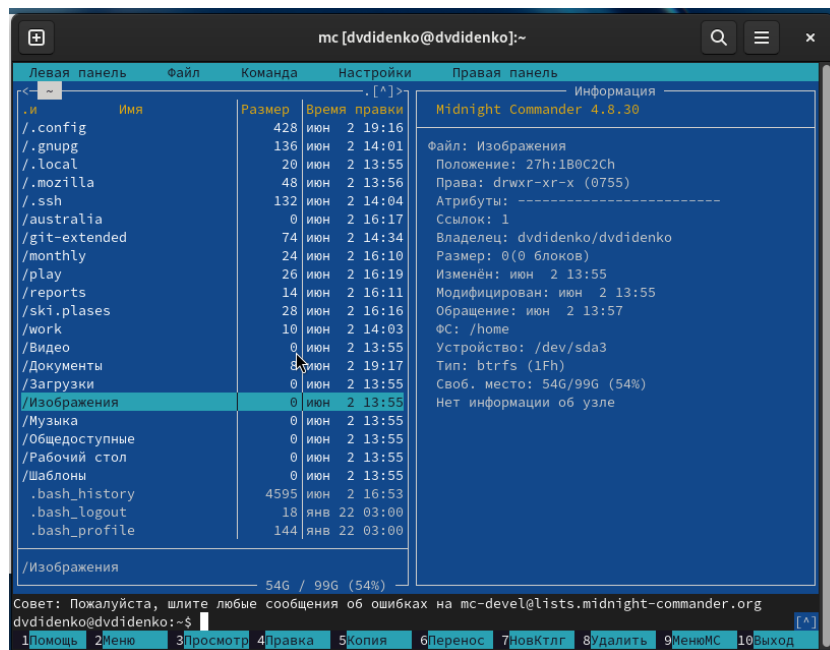 mc [dvdidenko@dvdidenko]:~
Левая панель Файл Команда Настройки Правая панель
<─ ~ .[^]>
.и Имя Размер Время правки
/.config 428 июн 2 19:16
/.gnupg 136 июн 2 14:01
/.local 20 июн 2 13:55
/.mozilla 48 июн 2 13:56
/.ssh 132 июн 2 14:04
/australia 0 июн 2 16:17
/git-extended 74 июн 2 14:34
/monthly 24 июн 2 16:10
/play 26 июн 2 16:19
/reports 14 июн 2 16:11
/ski.plases 28 июн 2 16:16
/work 10 июн 2 14:03
/Видео 0 июн 2 13:55
/Документы 8 июн 2 19:17
/Загрузки 0 июн 2 13:55
/Изображения 0 июн 2 13:55
/Музыка 0 июн 2 13:55
/Общедоступные 0 июн 2 13:55
/Рабочий стол 0 июн 2 13:55
/Шаблоны 0 июн 2 13:55
.bash_history 4595 июн 2 16:53
.bash_logout 18 янв 22 03:00
.bash_profile 144 янв 22 03:00
/Изображения
54G / 99G (54%)
Информация
Midnight Commander 4.8.30
Файл: Изображения
Положение: 27h:1B0C2Ch
Права: drwxr-xr-x (0755)
Атрибуты: -------------------------
Ссылок: 1
Владелец: dvdidenko/dvdidenko
Размер: 0(0 блоков)
Изменён: июн 2 13:55
Модифицирован: июн 2 13:55
Обращение: июн 2 13:57
ФС: /home
Устройство: /dev/sda3
Тип: btrfs (1Fh)
Своб. место: 54G/99G (54%)
Нет информации об узле
Совет: Пожалуйста, шлите любые сообщения об ошибках на mc-devel@lists.midnight-commander.org
dvdidenko@dvdidenko:~$ [^]
1Помощь 2Меню 3Просмотр 4Правка 5Копия 6Перенос 7НовКтлг 8Удалить 9МенюMC 10Выход